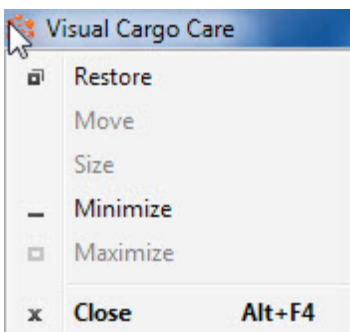 Visual Cargo Care
Restore
Move
Size
Minimize
Maximize
Close Alt+F4